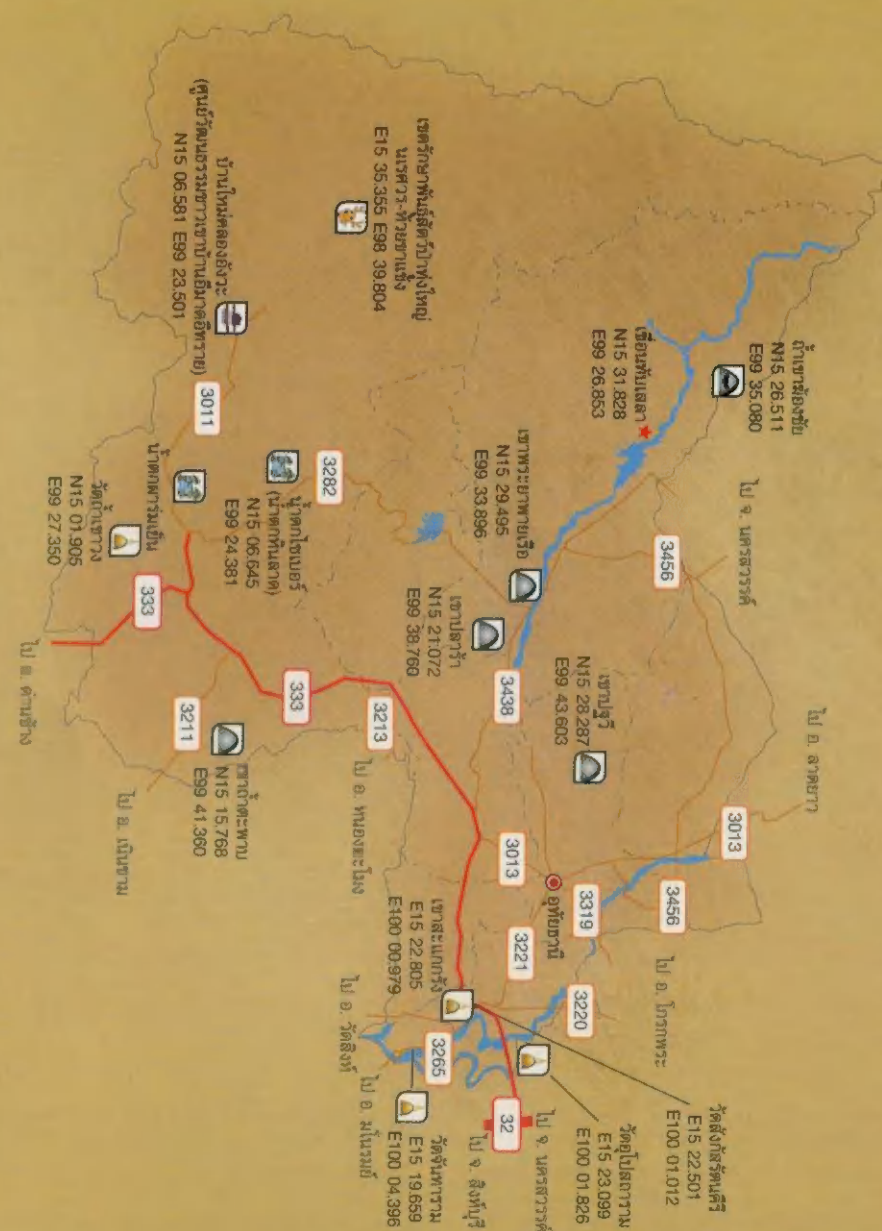 ถ้ำเขาฆ้องชัย
N15 26.511
E99 35.080
ไป จ. นครสวรรค์
ไป อ. ลาดยาว
3456
3013
เขื่อนทับเสลา
N15 31.828
E99 26.853
เขาปฐวี
N15 28.287
E99 43.603
3319
3456
ไป อ. โกรกพระ
วัดสังกัสรัตนคีรี
E15 22.501
E100 01.012
เขาพระยาพายเรือ
N15 29.495
E99 33.896
อุทัยธานี
3220
วัดอุโปสถาราม
E15 23.099
E100 01.826
เขตรักษาพันธุ์สัตว์ป่าทุ่งใหญ่
นเรศวร-ห้วยขาแข้ง
E15 35.355 E98 39.804
เขาปลาร้า
N15 21.072
E99 38.760
3438
3013
3221
ไป จ. นครสวรรค์
32
ไป จ. สิงห์บุรี
3282
น้ำตกไซเบอร์
(น้ำตกหินลาด)
N15 06.645
E99 24.381
3213
เขาสะแกกรัง
E15 22.805
E100 00.979
3265
วัดจันทาราม
E15 19.659
E100 04.396
บ้านใหม่คลองอังวะ
(ศูนย์วัฒนธรรมชาวเขาบ้านอีมาดอีทราย)
N15 06.581 E99 23.501
333
ไป อ. หนองมะโมง
ไป อ. วัดสิงห์
ไป อ. มโนรมย์
3011
น้ำตกผาร่มเย็น
วัดถ้ำเขาวง
N15 01.905
E99 27.350
333
3211
เขาถ้ำตะพาบ
N15 15.768
E99 41.360
ไป อ. ด่านช้าง
ไป อ. เนินขาม